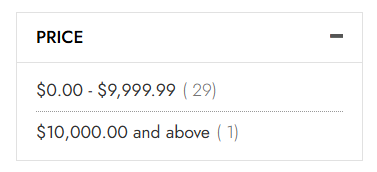 PRICE
$0.00 - $9,999.99 ( 29)
$10,000.00 and above ( 1)